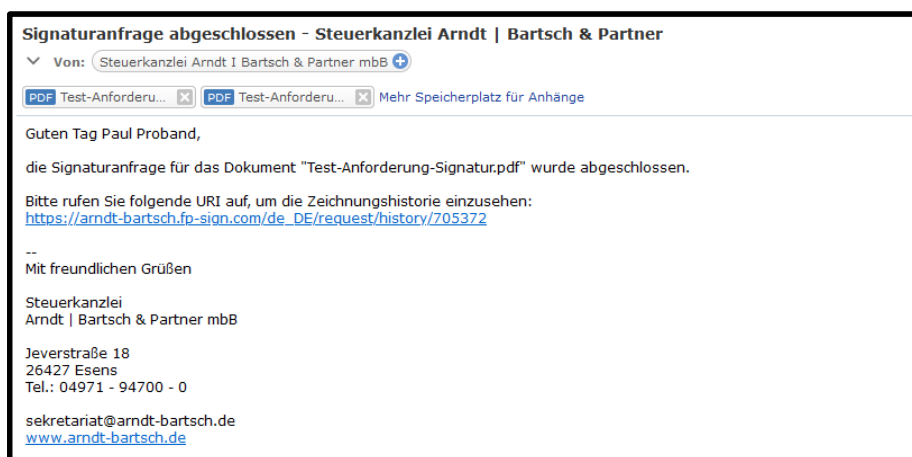 Signaturanfrage abgeschlossen - Steuerkanzlei Arndt | Bartsch & Partner
Von: Steuerkanzlei Arndt I Bartsch & Partner mbB
PDF Test-Anforderu... PDF Test-Anforderu... Mehr Speicherplatz für Anhänge
Guten Tag Paul Proband,
die Signaturanfrage für das Dokument "Test-Anforderung-Signatur.pdf" wurde abgeschlossen.
Bitte rufen Sie folgende URI auf, um die Zeichnungshistorie einzusehen:
https://arndt-bartsch.fp-sign.com/de_DE/request/history/705372
--
Mit freundlichen Grüßen
Steuerkanzlei
Arndt | Bartsch & Partner mbB
Jeverstraße 18
26427 Esens
Tel.: 04971 - 94700 - 0
sekretariat@arndt-bartsch.de
www.arndt-bartsch.de